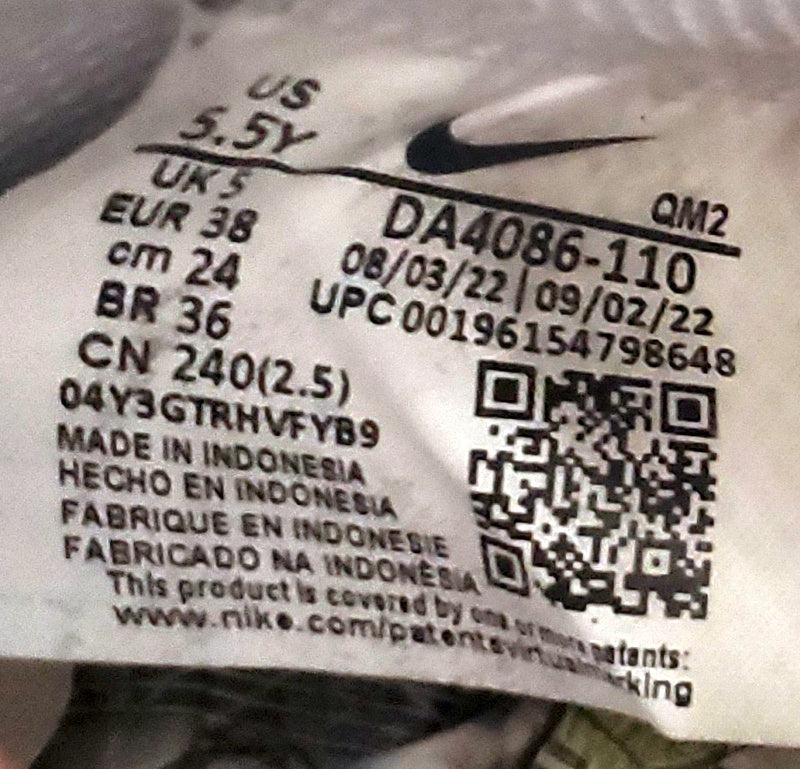 US
5.5Y
UK 5
EUR 38
cm 24
BR 36
CN 240(2.5)
QM2
DA4086-110
08/03/22|09/02/22
UPC 00196154798648
04Y3GTRHVFYB9
MADE IN INDONESIA
HECHO EN INDONESIA
FABRIQUE EN INDONESIE
FABRICADO NA INDONÈSIA
This product is covered by one or more patents:
www.nike.com/patentvirtualmarking